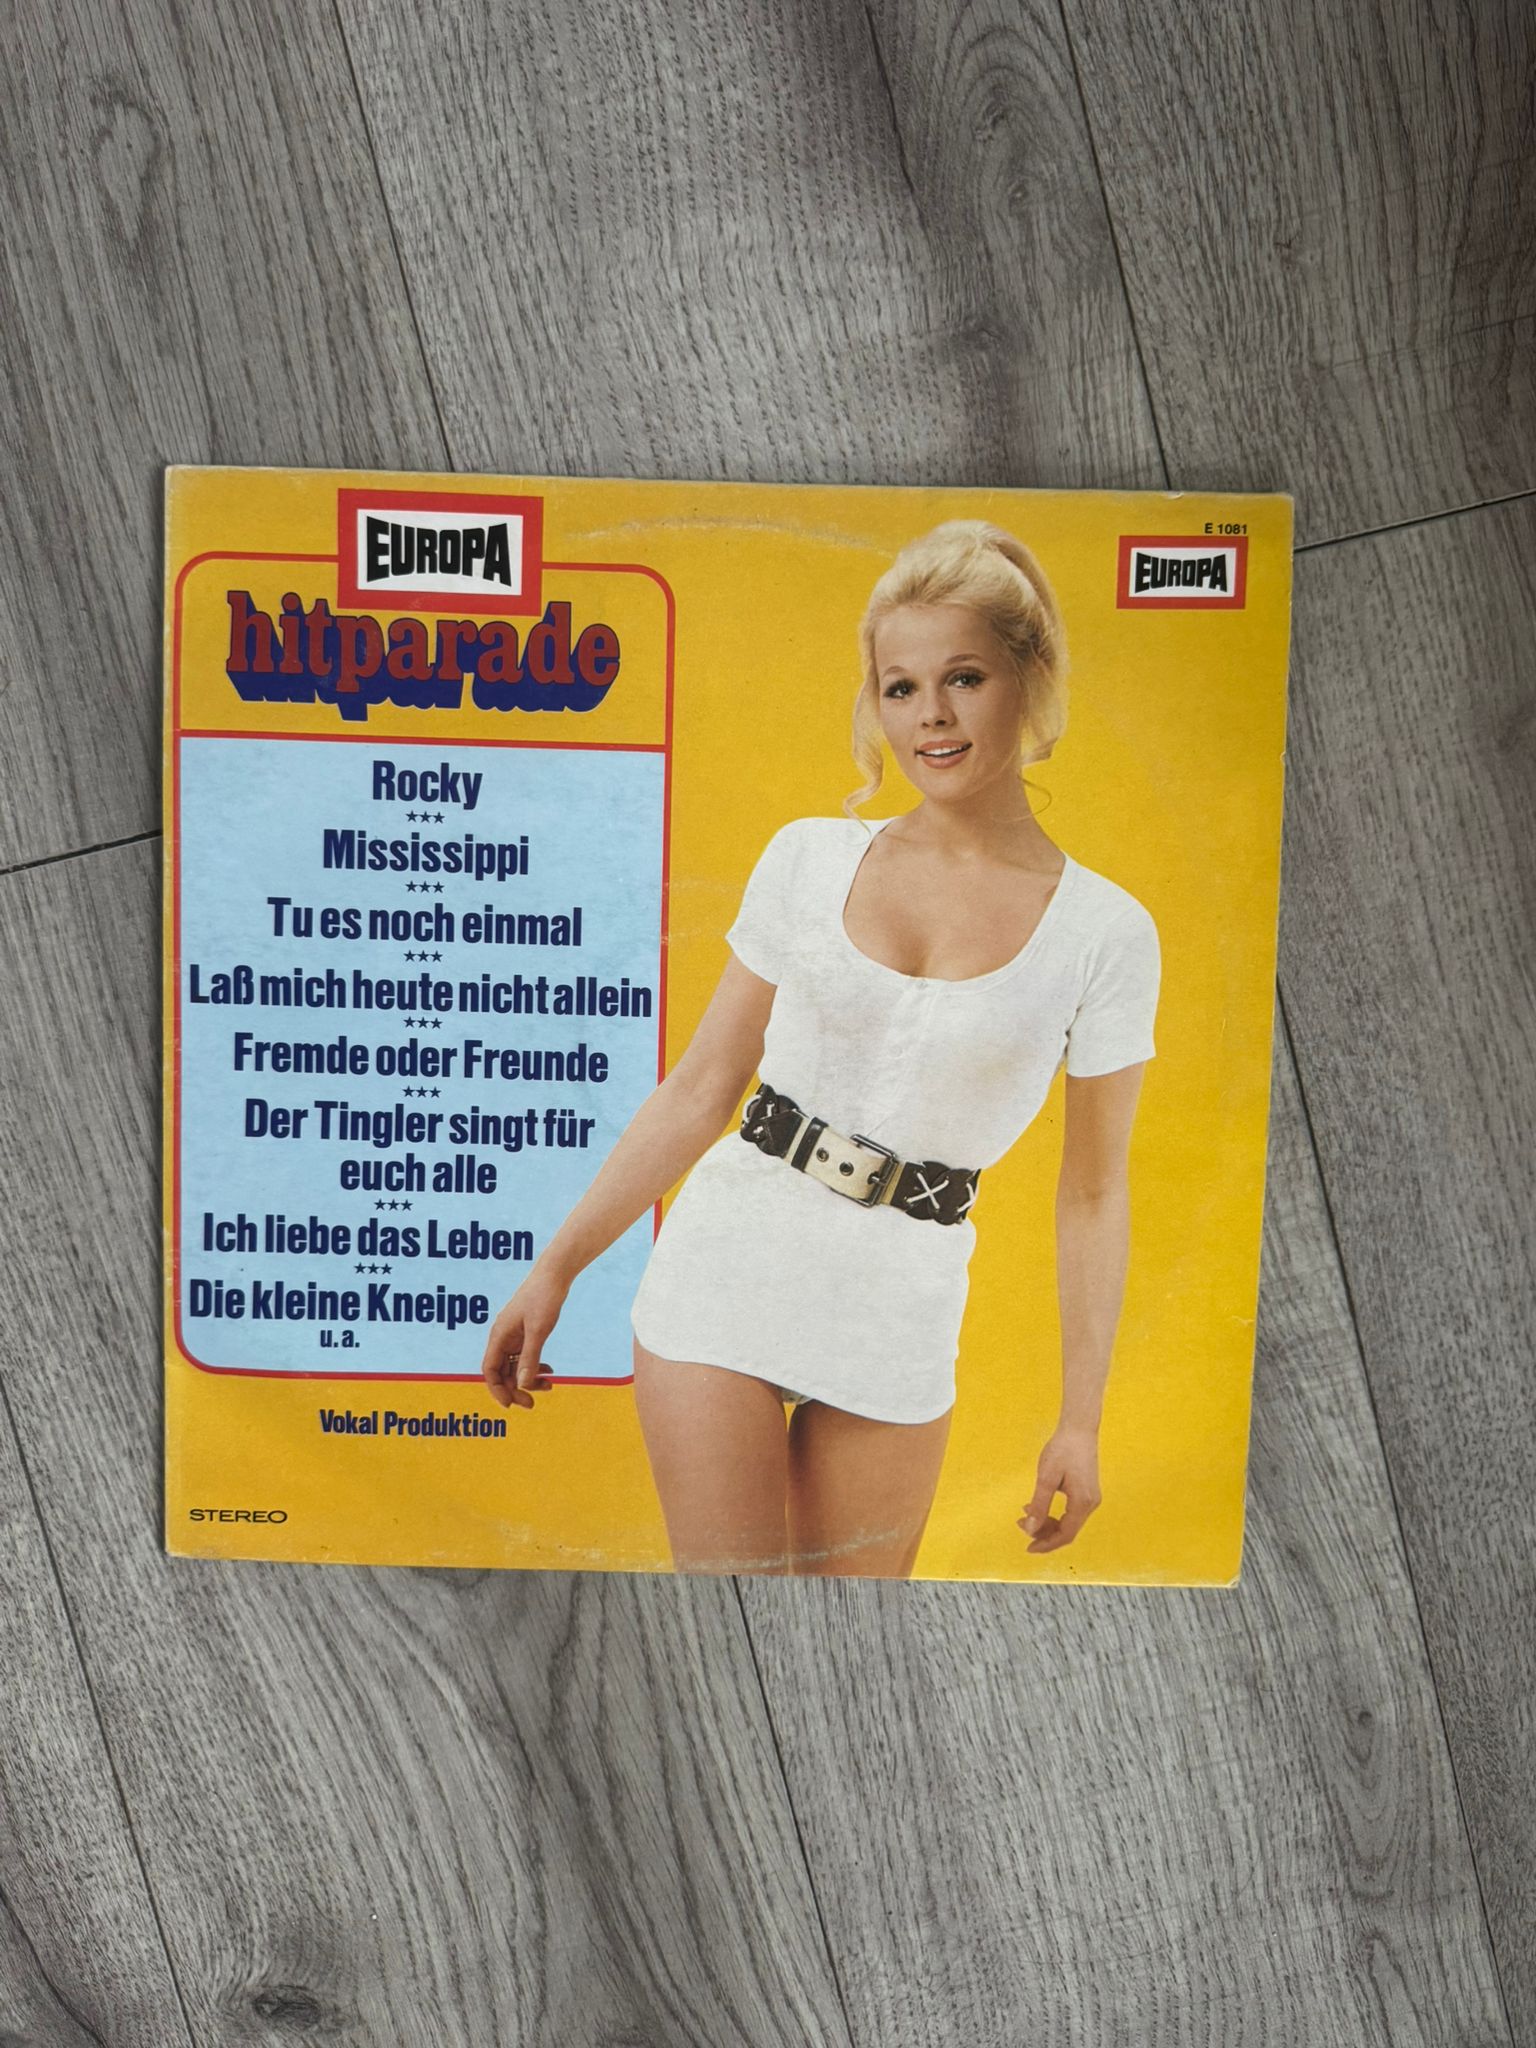 EUROPA
hitparade
Rocky
★★★
Mississippi
★★★
Tu es noch einmal
★★★
Laß mich heute nicht allein
★★★
Fremde oder Freunde
★★★
Der Tingler singt für
euch alle
★★★
Ich liebe das Leben
★★★
Die kleine Kneipe
u. a.
Vokal Produktion
STEREO
E 1081
EUROPA